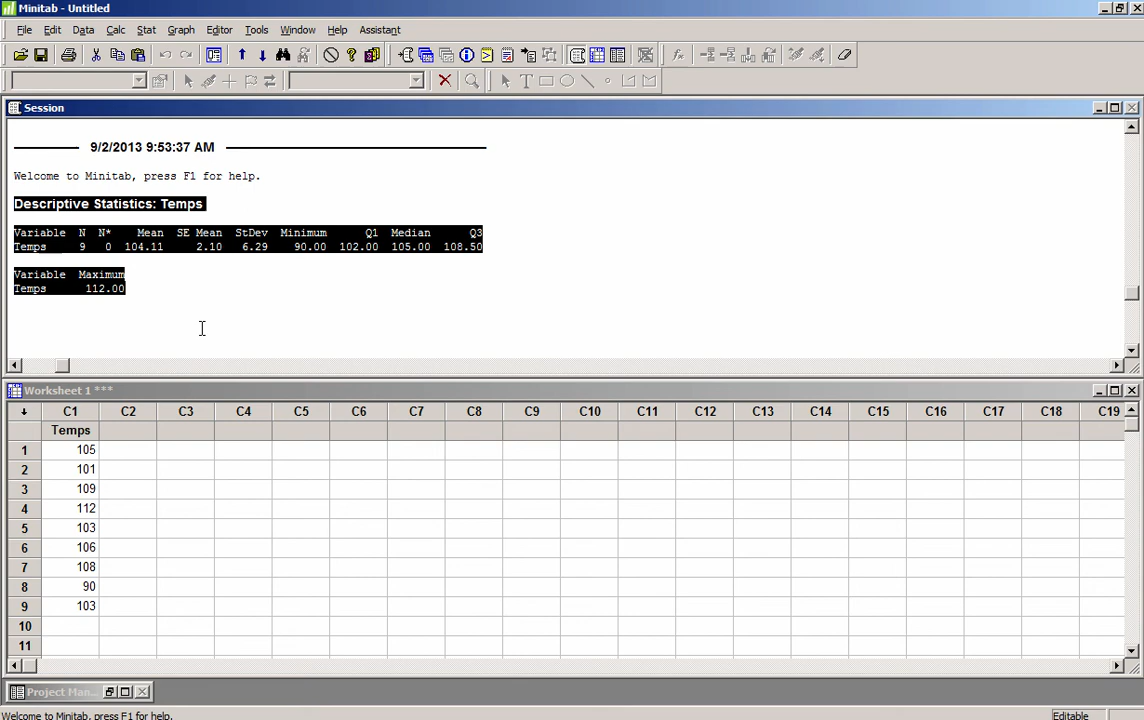 Minitab - Untitled
File Edit Data Calc Stat Graph Editor Tools Window Help Assistant
Session
9/2/2013 9:53:37 AM
Welcome to Minitab, press F1 for help.
Descriptive Statistics: Temps
Variable N N* Mean SE Mean StDev Minimum Q1 Median Q3
Temps 9 0 104.11 2.10 6.29 90.00 102.00 105.00 108.50
Variable Maximum
Temps 112.00
Worksheet 1 ***
C1 C2 C3 C4 C5 C6 C7 C8 C9 C10 C11 C12 C13 C14 C15 C16 C17 C18 C19
Temps
1 105
2 101
3 109
4 112
5 103
6 106
7 108
8 90
9 103
10
11
Project Man...
Welcome to Minitab, press F1 for help. Editable